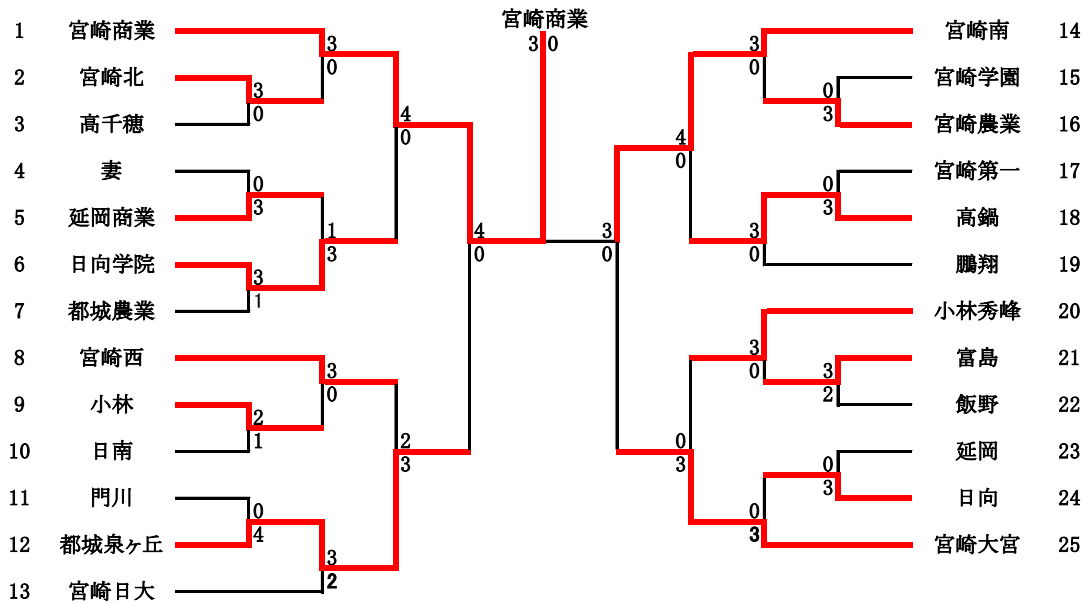 宮崎商業
3 0
1 宮崎商業
2 宮崎北
3 高千穂
4 妻
5 延岡商業
6 日向学院
7 都城農業
8 宮崎西
9 小林
10 日南
11 門川
12 都城泉ヶ丘
13 宮崎日大
3
0
3
0
0
3
1
3
3
1
4
0
3
0
2
1
0
4
3
2
2
3
4
0
3
0
4
0
0
3
3
0
0
3
0
3
3
0
3
0
3
2
0
3
0
3
宮崎南 14
宮崎学園 15
宮崎農業 16
宮崎第一 17
高鍋 18
鵬翔 19
小林秀峰 20
富島 21
飯野 22
延岡 23
日向 24
宮崎大宮 25